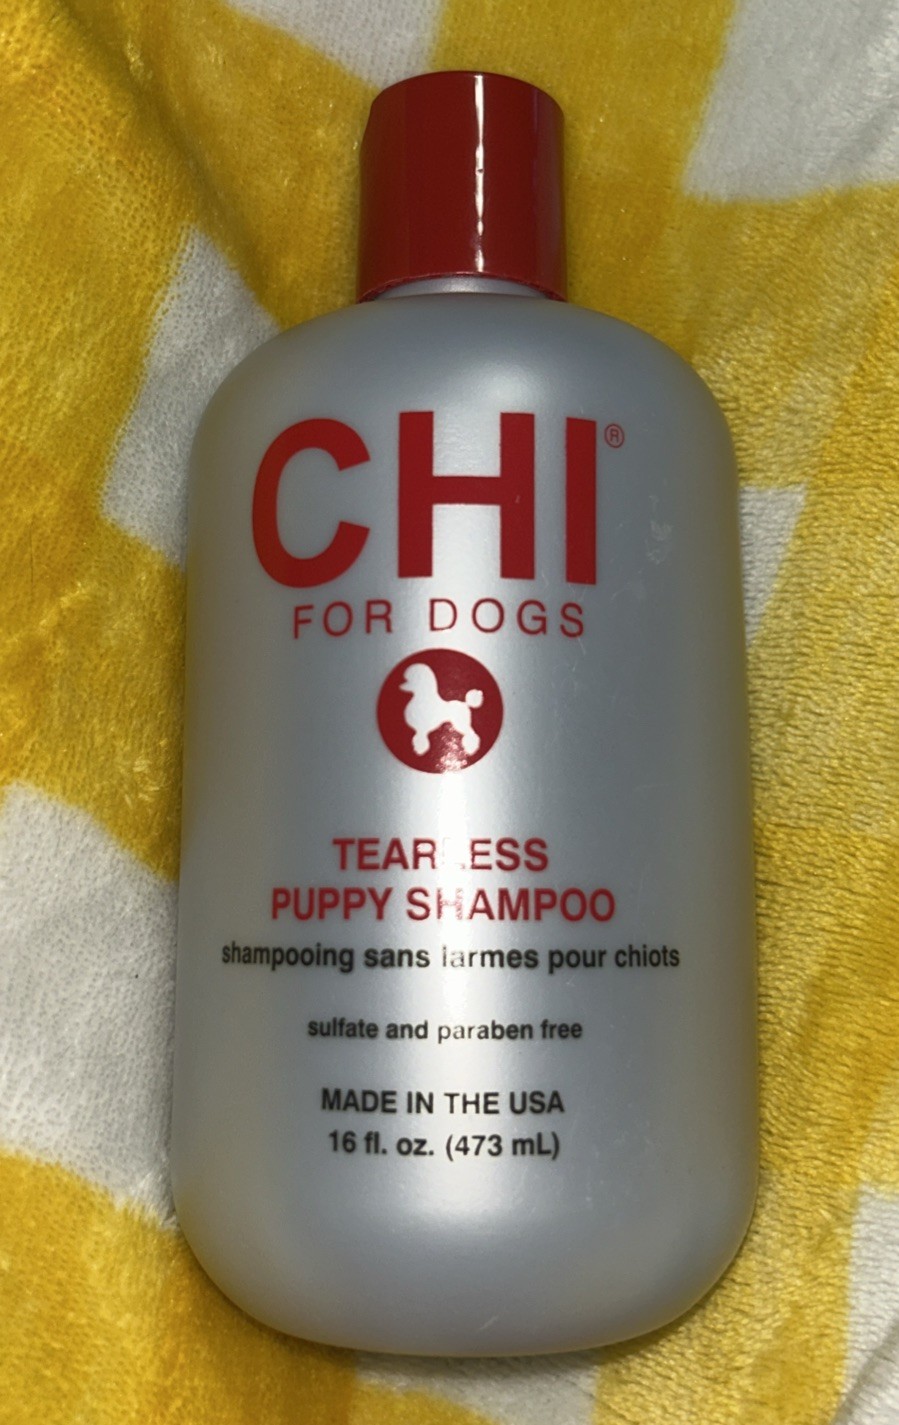 CHI®
FOR DOGS
TEARLESS
PUPPY SHAMPOO
shampooing sans larmes pour chiots
sulfate and paraben free
MADE IN THE USA
16 fl. oz. (473 mL)